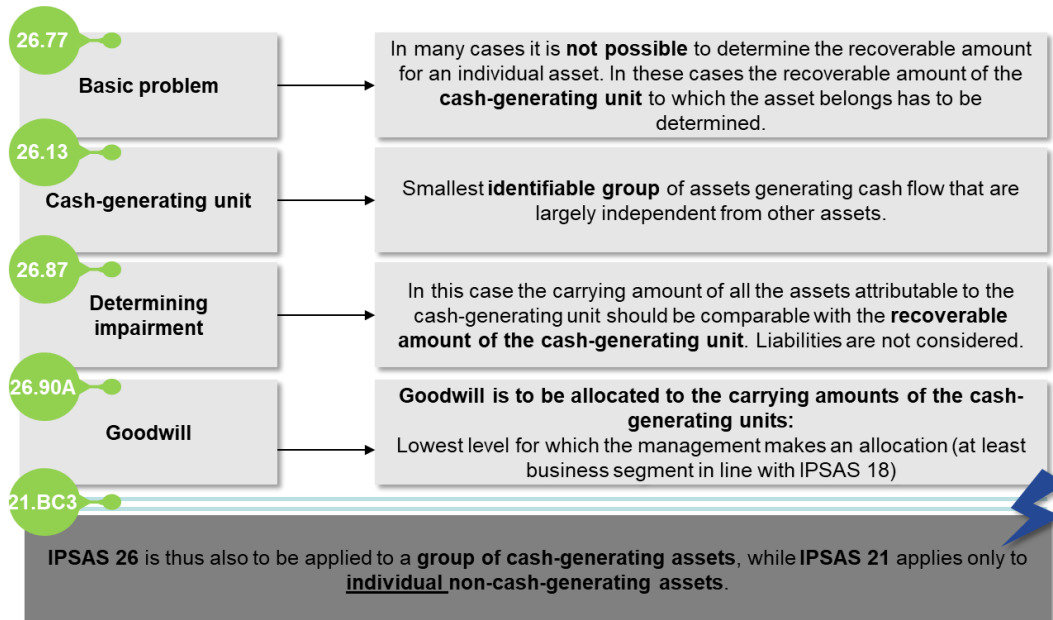 26.77
Basic problem
In many cases it is not possible to determine the recoverable amount
for an individual asset. In these cases the recoverable amount of the
cash-generating unit to which the asset belongs has to be
determined.
26.13
Cash-generating unit
Smallest identifiable group of assets generating cash flow that are
largely independent from other assets.
26.87
Determining
impairment
In this case the carrying amount of all the assets attributable to the
cash-generating unit should be comparable with the recoverable
amount of the cash-generating unit. Liabilities are not considered.
26.90A
Goodwill
Goodwill is to be allocated to the carrying amounts of the cash-
generating units:
Lowest level for which the management makes an allocation (at least
business segment in line with IPSAS 18)
21.BC3
IPSAS 26 is thus also to be applied to a group of cash-generating assets, while IPSAS 21 applies only to
individual non-cash-generating assets.